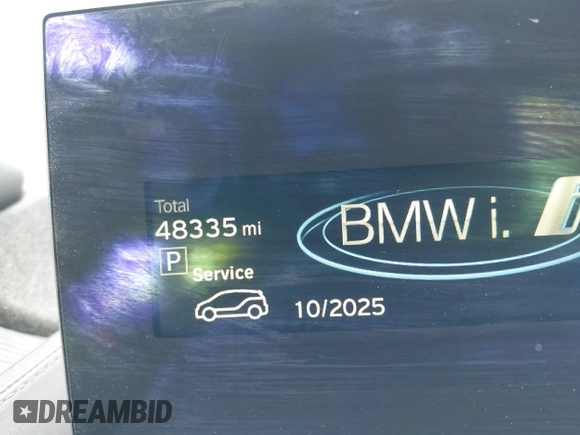 Total
48335 mi
P
Service
BMW i.
10/2025
DREAMBID